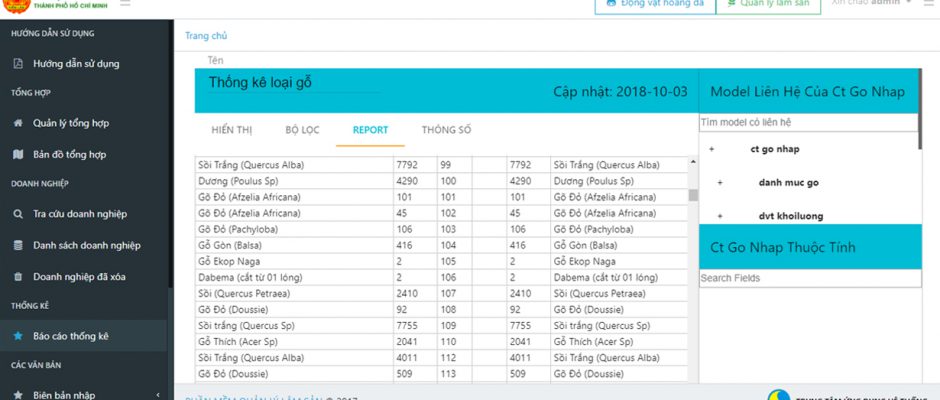 THÀNH PHỐ HỒ CHÍ MINH
Động vật hoang dã
Quản lý lâm sản
Xin chào admin
HƯỚNG DẪN SỬ DỤNG
Hướng dẫn sử dụng
TỔNG HỢP
Quản lý tổng hợp
Bản đồ tổng hợp
DOANH NGHIỆP
Tra cứu doanh nghiệp
Danh sách doanh nghiệp
Doanh nghiệp đã xóa
THỐNG KÊ
Báo cáo thống kê
CÁC VĂN BẢN
Biên bản nhập
Trang chủ
Tên
Thống kê loại gỗ
Cập nhật: 2018-10-03
HIỂN THỊ BỘ LỌC REPORT THÔNG SỐ
Sồi Trắng (Quercus Alba) 7792 99 7792 Sồi Trắng (Quercus Alba)
Dương (Poulus Sp) 4290 100 4290 Dương (Poulus Sp)
Gõ Đỏ (Afzelia Africana) 101 101 101 Gõ Đỏ (Afzelia Africana)
Gõ Đỏ (Afzelia Africana) 45 102 45 Gõ Đỏ (Afzelia Africana)
Gõ Đỏ (Pachyloba) 106 103 106 Gõ Đỏ (Pachyloba)
Gỗ Gòn (Balsa) 416 104 416 Gỗ Gòn (Balsa)
Gỗ Ekop Naga 2 105 2 Gỗ Ekop Naga
Dabema (cắt từ 01 lóng) 2 106 2 Dabema (cắt từ 01 lóng)
Sồi (Quercus Petraea) 2410 107 2410 Sồi (Quercus Petraea)
Gõ Đỏ (Doussie) 92 108 92 Gõ Đỏ (Doussie)
Sồi trắng (Quercus Sp) 7755 109 7755 Sồi trắng (Quercus Sp)
Gỗ Thích (Acer Sp) 2041 110 2041 Gỗ Thích (Acer Sp)
Sồi Trắng (Quercus Alba) 4011 112 4011 Sồi Trắng (Quercus Alba)
Gõ Đỏ (Doussie) 509 113 509 Gõ Đỏ (Doussie)
Model Liên Hệ Của Ct Go Nhap
Tìm model có liên hệ
+ ct go nhap
+ danh muc go
+ dvt khoiluong
Ct Go Nhap Thuộc Tính
Search Fields
PHẦN MỀM QUẢN LÝ LÂM SẢN © 2017
TRUNG TÂM ỨNG DỤNG HỆ THỐNG